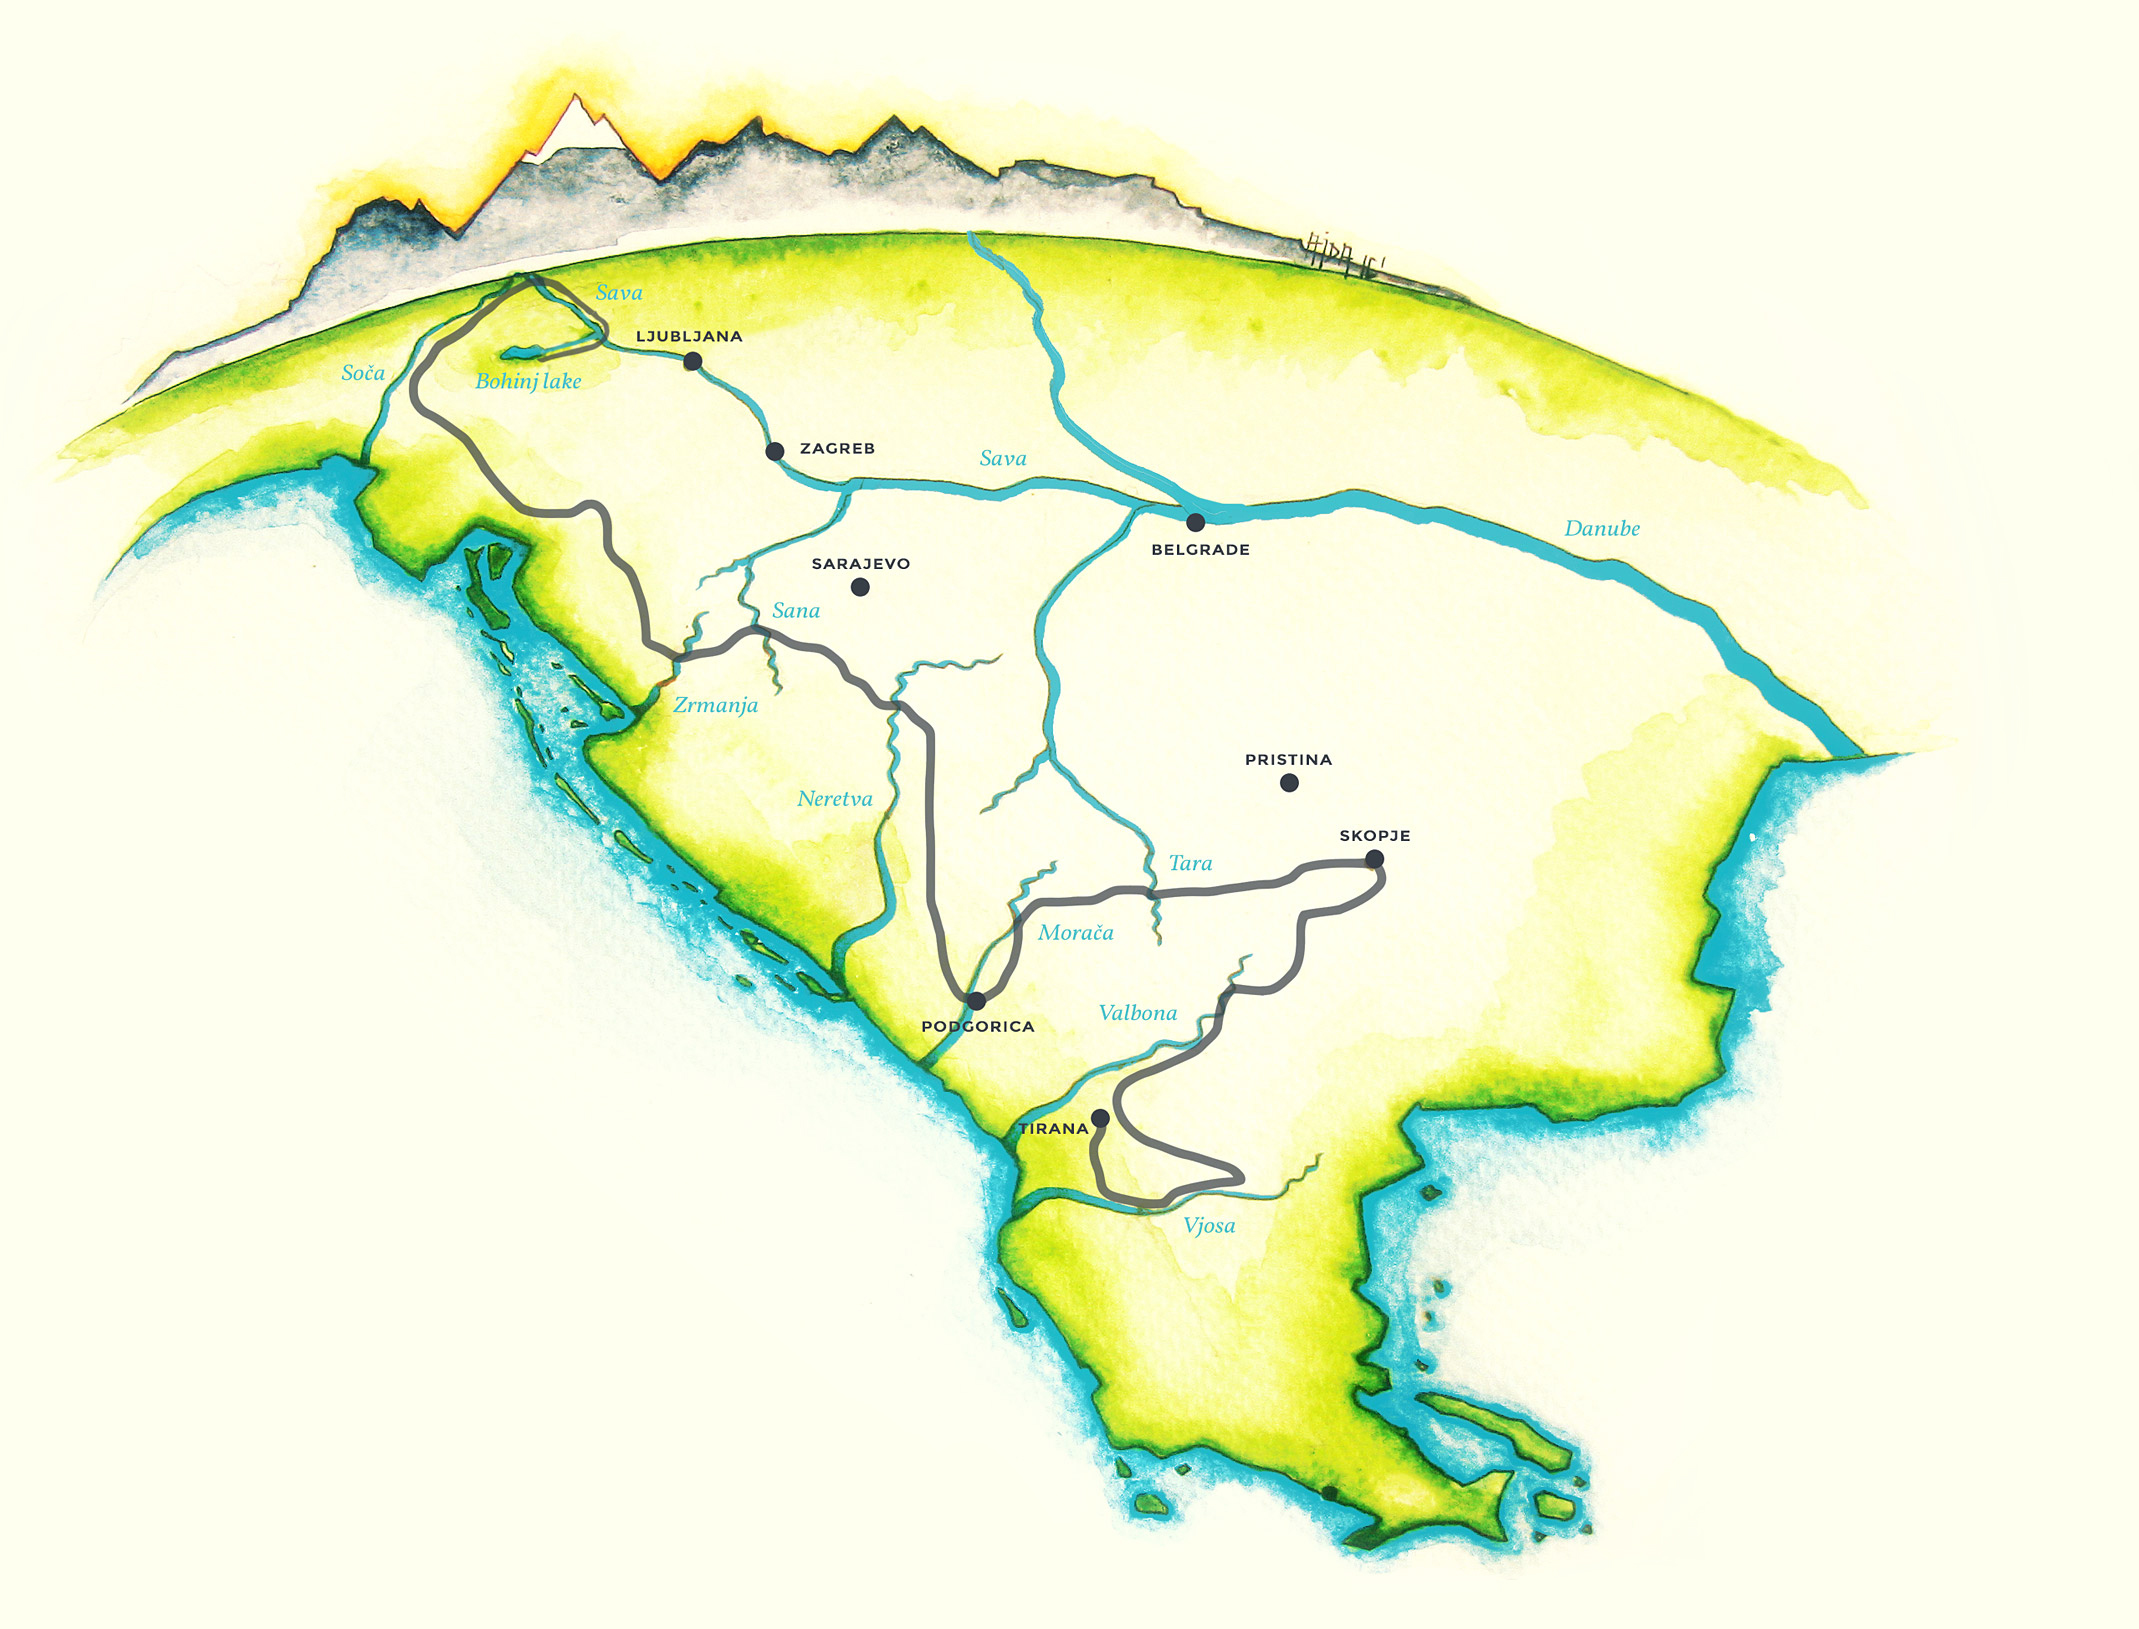 Sava
LJUBLJANA
Soča
Bohinj lake
ZAGREB
Sava
Danube
BELGRADE
SARAJEVO
Sana
Zrmanja
PRISTINA
Neretva
SKOPJE
Tara
Morača
Valbona
PODGORICA
TIRANA
Vjosa